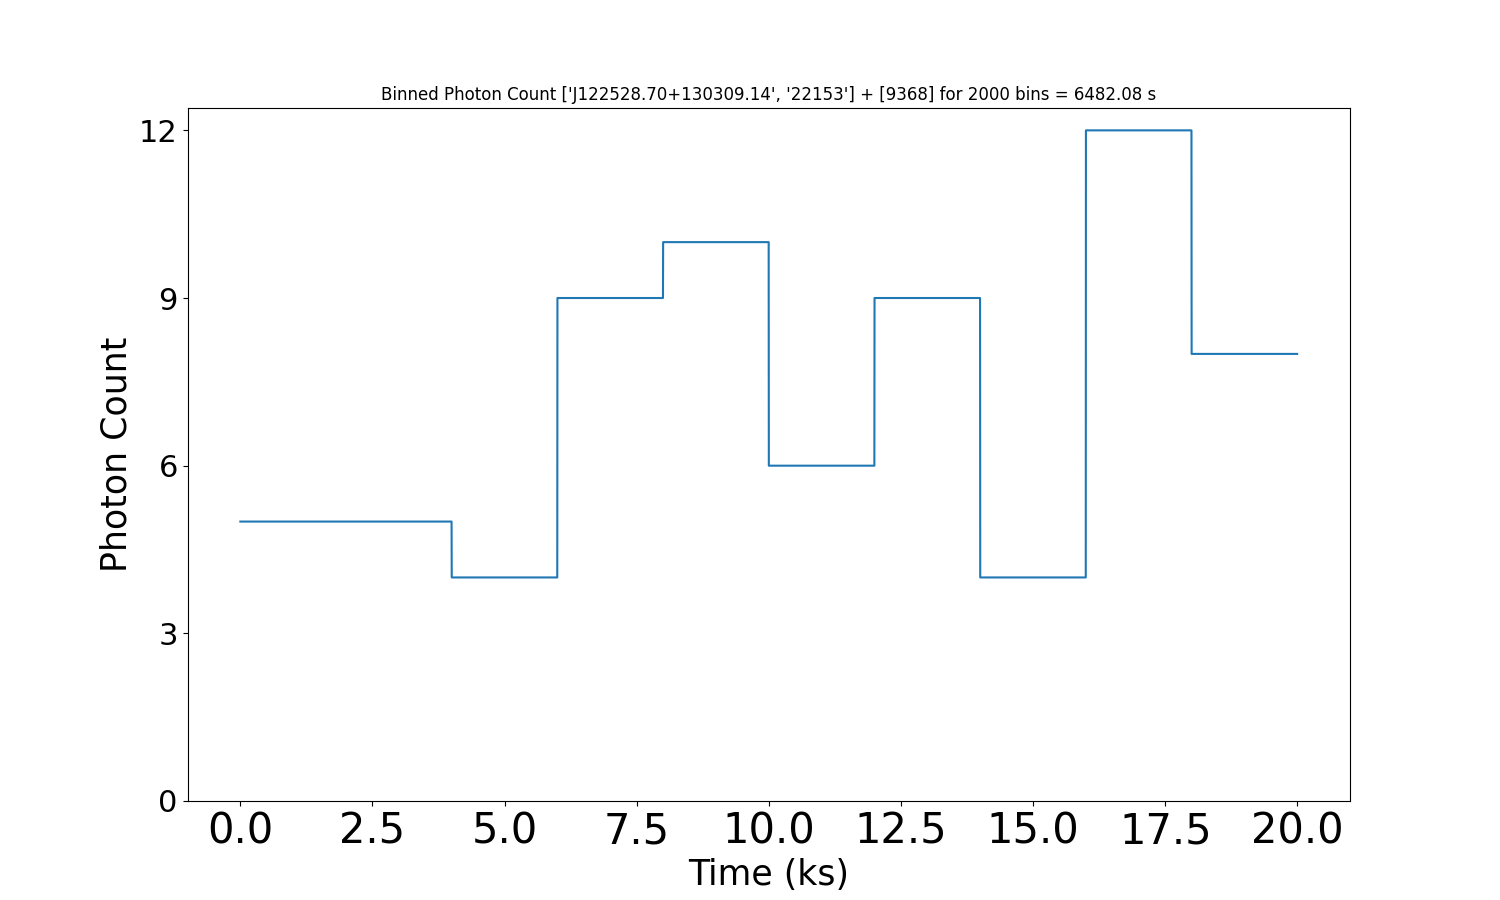 Binned Photon Count ['J122528.70+130309.14', '22153'] + [9368] for 2000 bins = 6482.08 s
12
9
6
3
0
Photon Count
0.0 2.5 5.0 7.5 10.0 12.5 15.0 17.5 20.0
Time (ks)